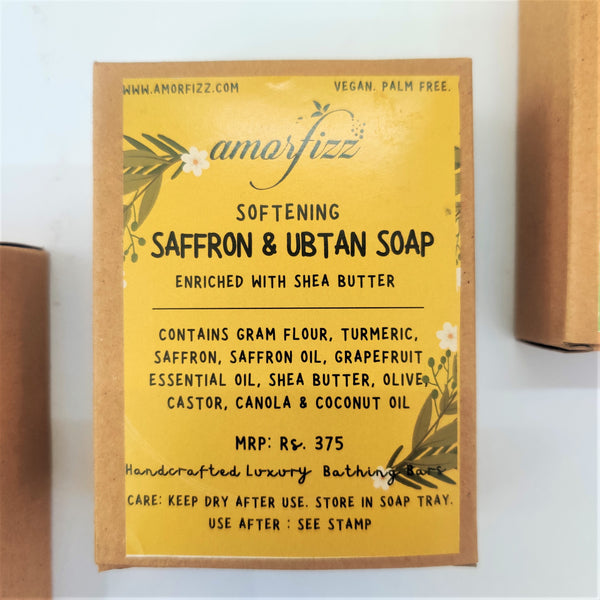 WWW.AMORFIZZ.COM
VEGAN. PALM FREE.
amorfizz
SOFTENING
SAFFRON & UBTAN SOAP
ENRICHED WITH SHEA BUTTER
CONTAINS GRAM FLOUR, TURMERIC,
SAFFRON, SAFFRON OIL, GRAPEFRUIT
ESSENTIAL OIL, SHEA BUTTER, OLIVE,
CASTOR, CANOLA & COCONUT OIL
MRP: Rs. 375
Handcrafted Luxury Bathing Bars
CARE: KEEP DRY AFTER USE. STORE IN SOAP TRAY.
USE AFTER : SEE STAMP